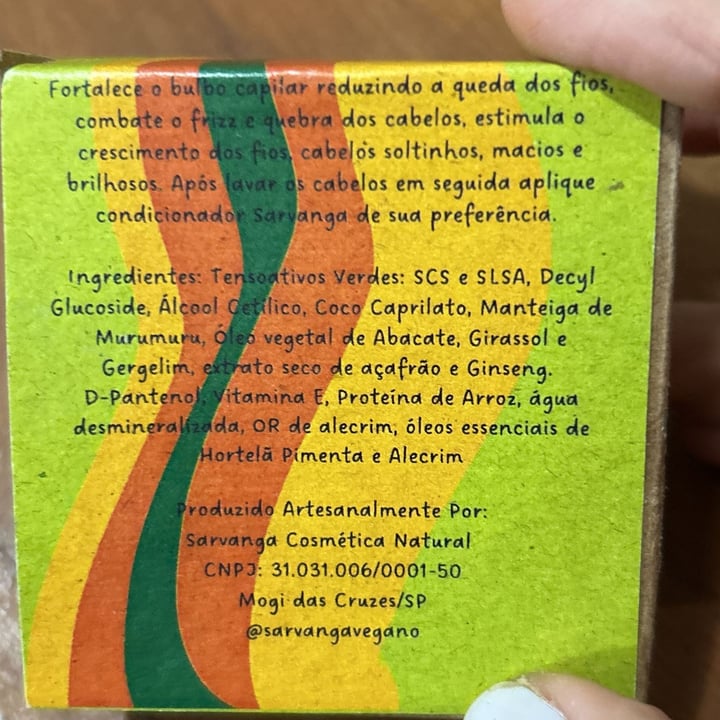 Fortalece o bulbo capilar reduzindo a queda dos fios,
combate o frizz e quebra dos cabelos, estimula o
crescimento dos fios, cabelos soltinhos, macios e
brilhosos. Após lavar os cabelos em seguida aplique
condicionador Sarvanga de sua preferência.
Ingredientes: Tensoativos Verdes: SCS e SLSA, Decyl
Glucoside, Álcool Cetílico, Coco Caprilato, Manteiga de
Murumuru, Óleo vegetal de Abacate, Girassol e
Gergelim, extrato seco de açafrão e Ginseng.
D-Pantenol, Vitamina E, Proteína de Arroz, água
desmineralizada, OR de alecrim, óleos essenciais de
Hortelã Pimenta e Alecrim
Produzido Artesanalmente Por:
Sarvanga Cosmética Natural
CNPJ: 31.031.006/0001-50
Mogi das Cruzes/SP
@sarvangavegano